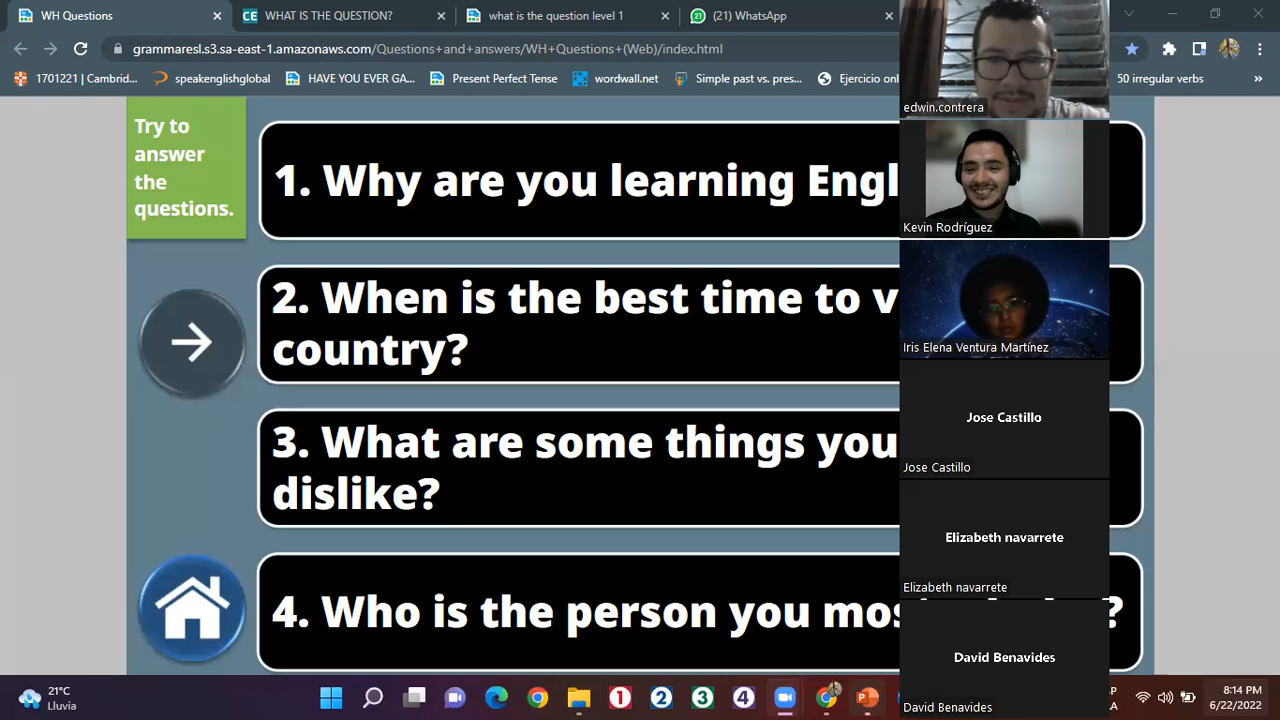 WH Questions
WHAT IS THE QUESTION?
what is the question level 1
(21) WhatsApp
grammaresl.s3.sa-east-1.amazonaws.com/Questions+and+answers/WH+Questions+(Web)/index.html
1701221 | Cambrid...
speakenglishglobal
HAVE YOU EVER GA...
Present Perfect Tense
wordwall.net
Simple past vs. pres...
Ejercicio onl
50 irregular verbs
Try to
answer
the
questions.
1. Why are you learning Engl
2. When is the best time to v
country?
3. What are some things you
dislike?
4. Who is the person you mos ?
edwin.contrera
Kevin Rodríguez
Iris Elena Ventura Martínez
Jose Castillo
Jose Castillo
Elizabeth navarrete
Elizabeth navarrete
David Benavides
David Benavides
21°C
Lluvia
1
2
3
4
8:14 PM
6/22/2022